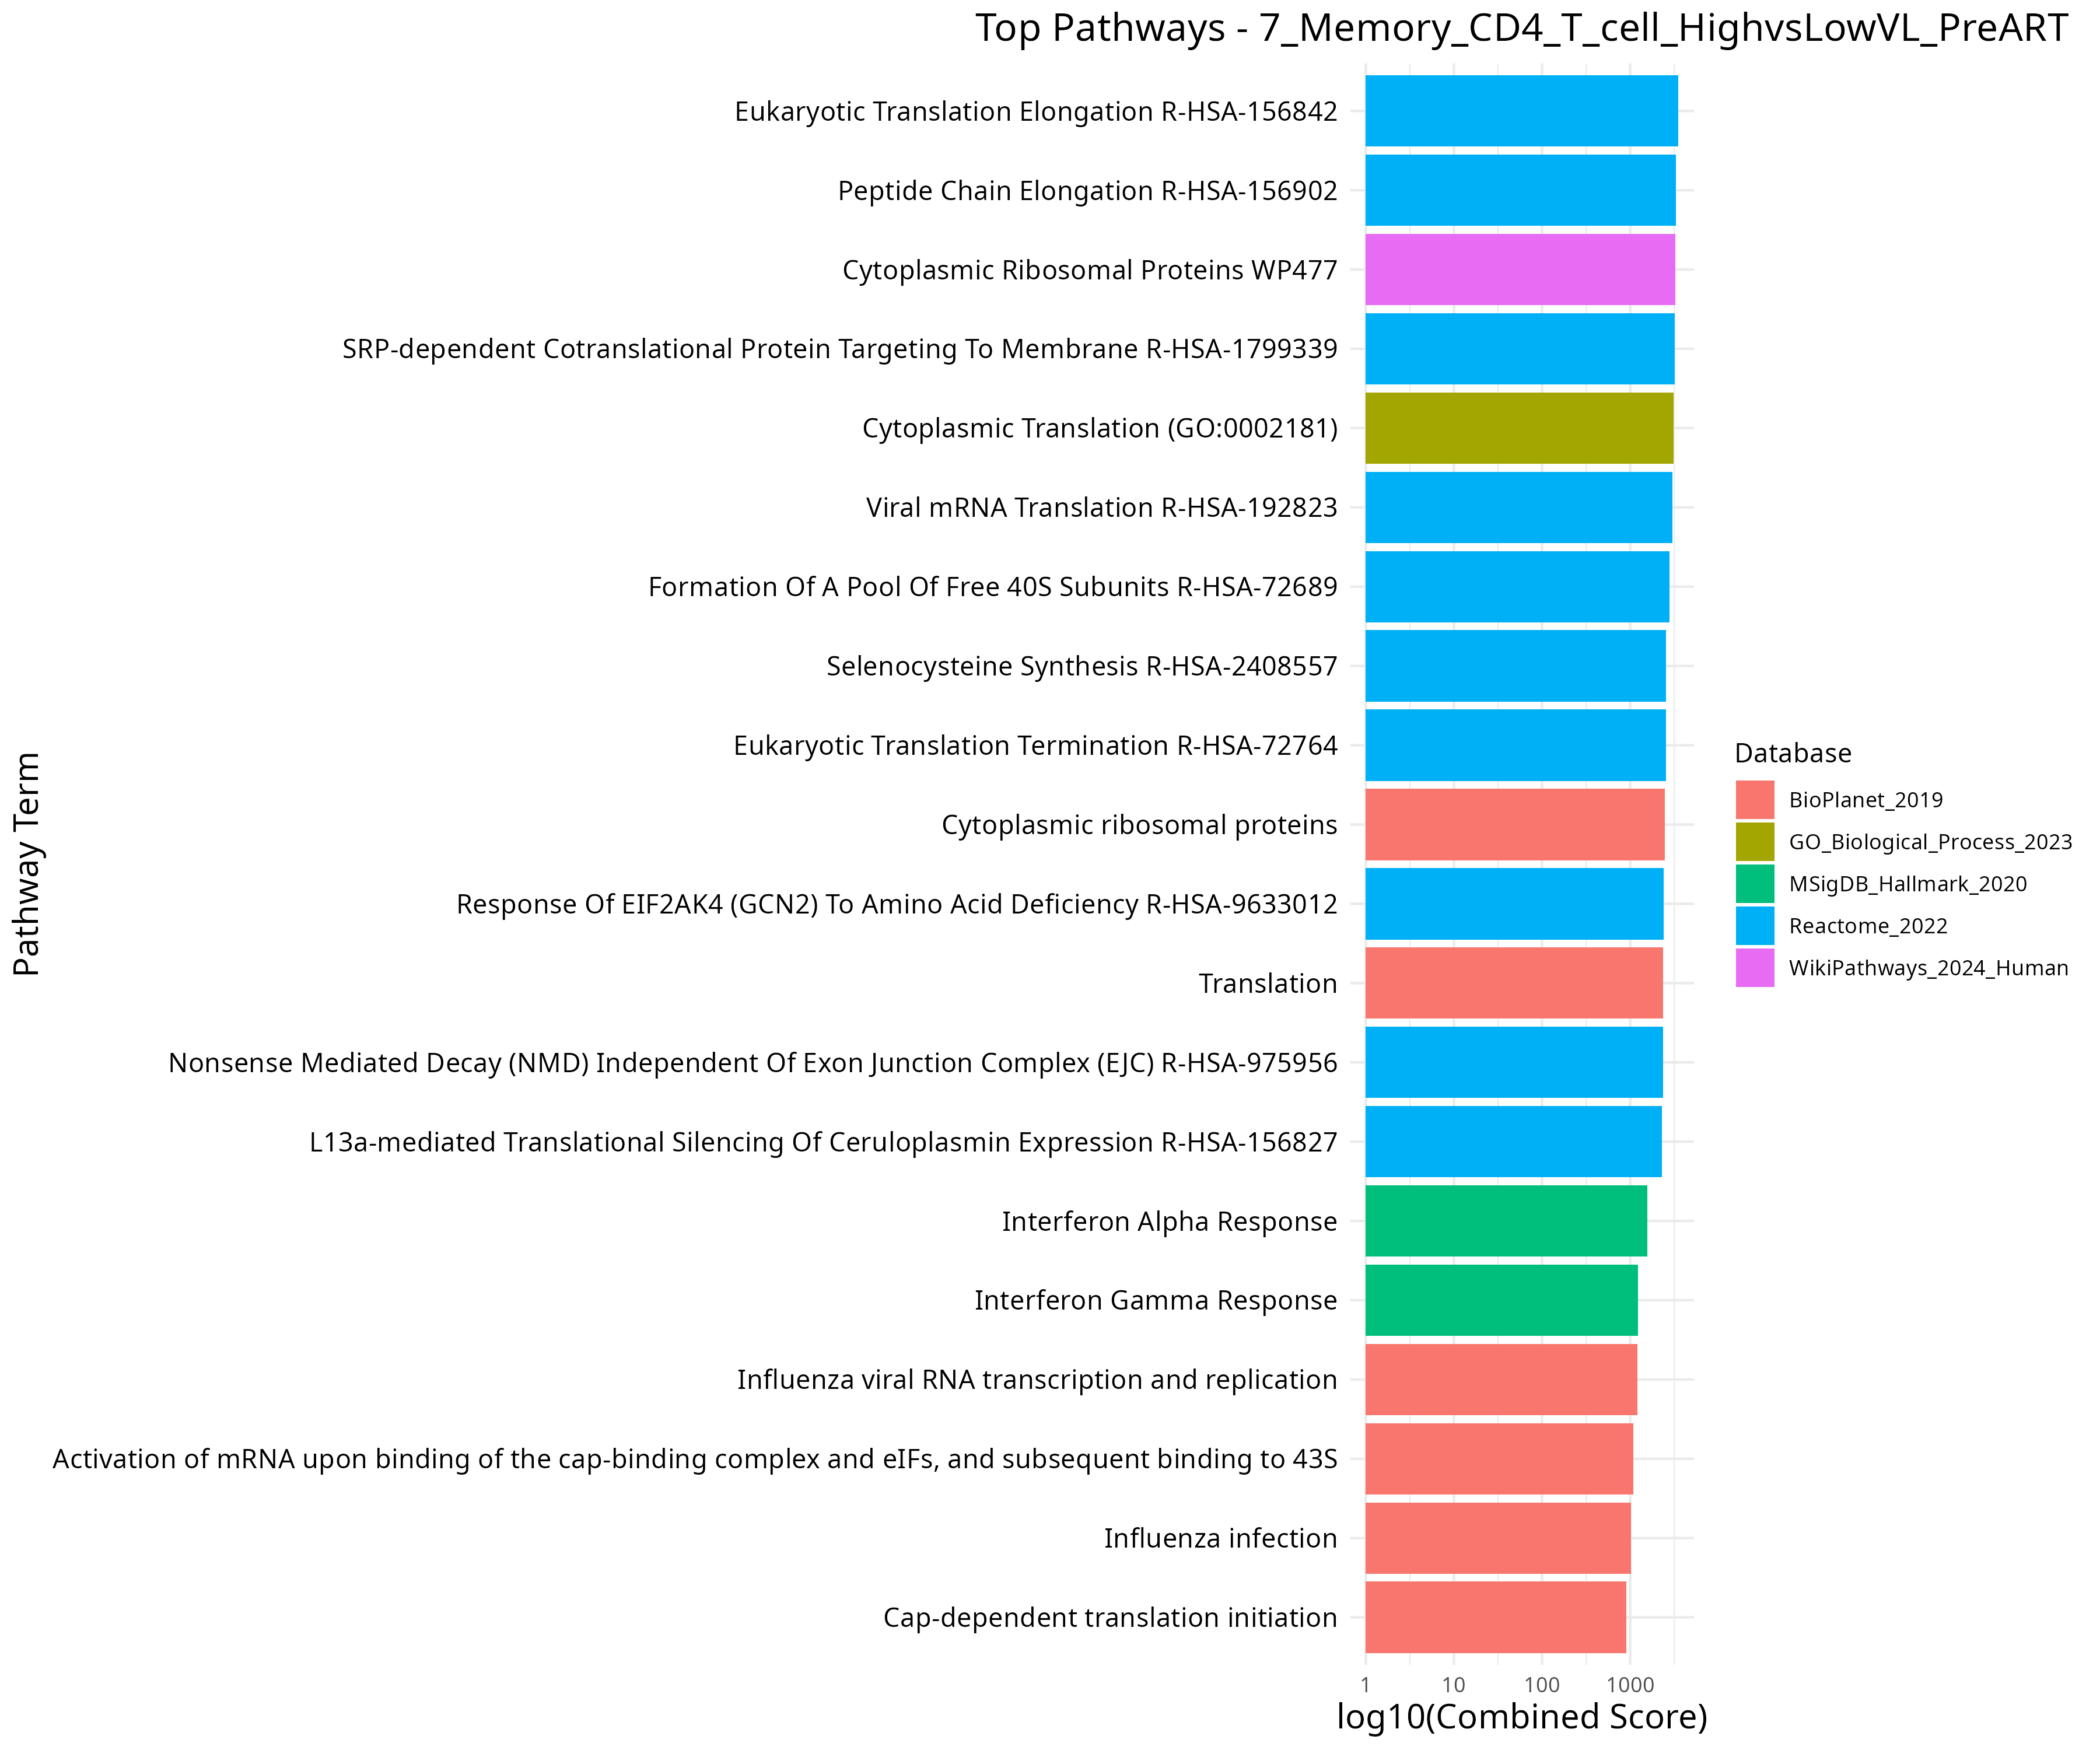 Top Pathways - 7_Memory_CD4_T_cell_HighvsLowVL_PreART
Pathway Term
Eukaryotic Translation Elongation R-HSA-156842
Peptide Chain Elongation R-HSA-156902
Cytoplasmic Ribosomal Proteins WP477
SRP-dependent Cotranslational Protein Targeting To Membrane R-HSA-1799339
Cytoplasmic Translation (GO:0002181)
Viral mRNA Translation R-HSA-192823
Formation Of A Pool Of Free 40S Subunits R-HSA-72689
Selenocysteine Synthesis R-HSA-2408557
Eukaryotic Translation Termination R-HSA-72764
Cytoplasmic ribosomal proteins
Response Of EIF2AK4 (GCN2) To Amino Acid Deficiency R-HSA-9633012
Translation
Nonsense Mediated Decay (NMD) Independent Of Exon Junction Complex (EJC) R-HSA-975956
L13a-mediated Translational Silencing Of Ceruloplasmin Expression R-HSA-156827
Interferon Alpha Response
Interferon Gamma Response
Influenza viral RNA transcription and replication
Activation of mRNA upon binding of the cap-binding complex and eIFs, and subsequent binding to 43S
Influenza infection
Cap-dependent translation initiation
1 10 100 1000
log10(Combined Score)
Database
BioPlanet_2019
GO_Biological_Process_2023
MSigDB_Hallmark_2020
Reactome_2022
WikiPathways_2024_Human